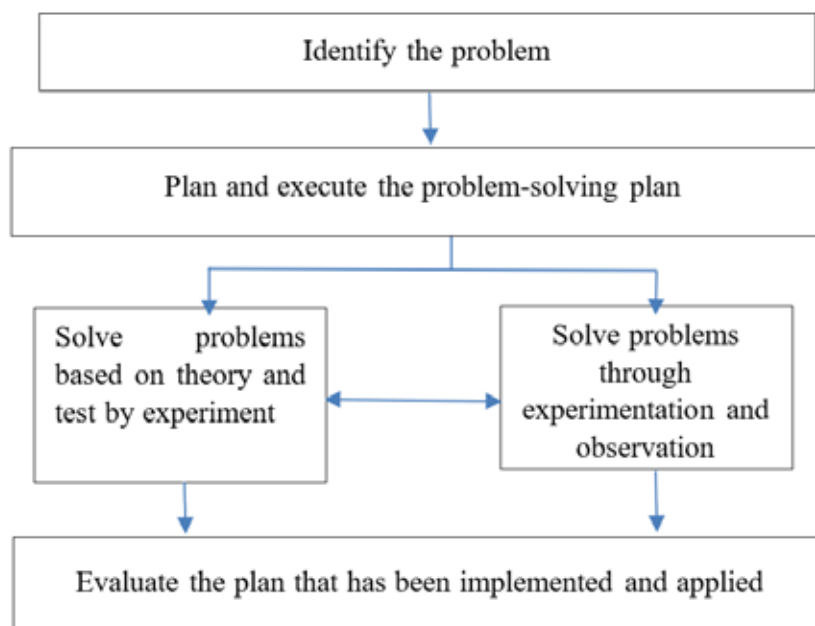 Identify the problem
Plan and execute the problem-solving plan
Solve problems
based on theory and
test by experiment
Solve problems
through
experimentation and
observation
Evaluate the plan that has been implemented and applied